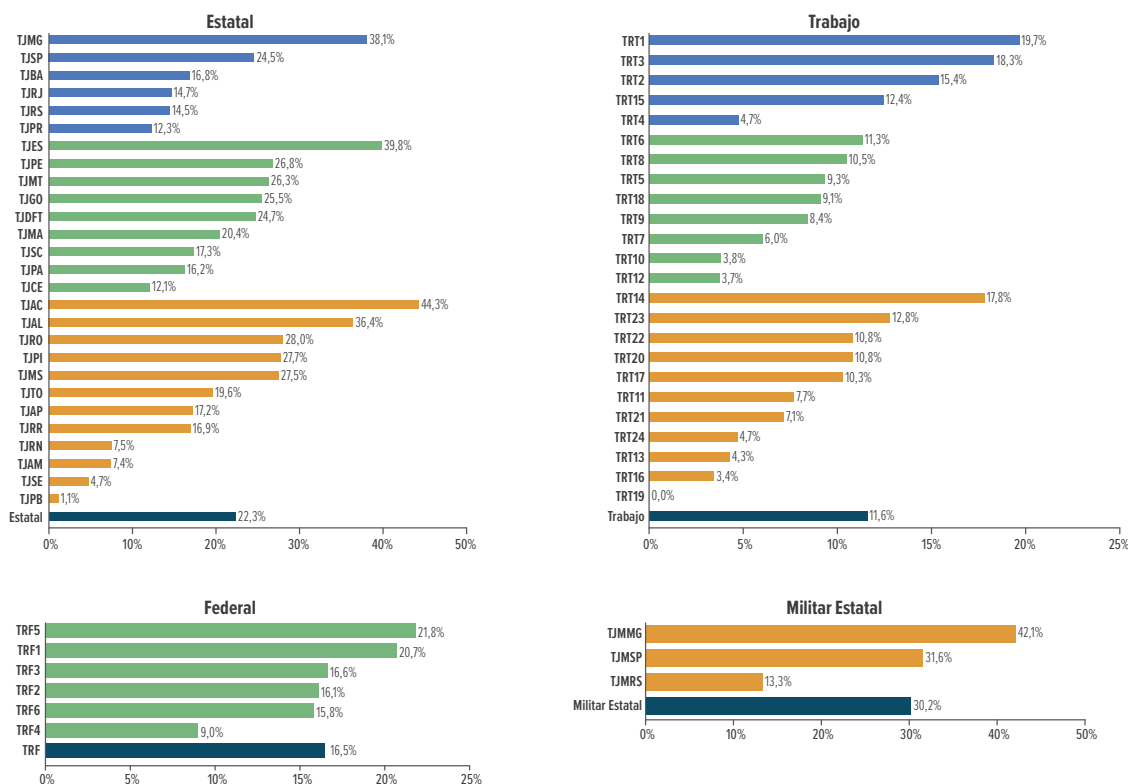 Estatal
TJMG 38,1%
TJSP 24,5%
TJBA 16,8%
TJRJ 14,7%
TJRS 14,5%
TJPR 12,3%
TJES 39,8%
TJPE 26,8%
TJMT 26,3%
TJGO 25,5%
TJDFT 24,7%
TJMA 20,4%
TJSC 17,3%
TJPA 16,2%
TJCE 12,1%
TJAC 44,3%
TJAL 36,4%
TJRO 28,0%
TJPI 27,7%
TJMS 27,5%
TJTO 19,6%
TJAP 17,2%
TJRR 16,9%
TJRN 7,5%
TJAM 7,4%
TJSE 4,7%
TJPB 1,1%
Estatal 22,3%
0% 10% 20% 30% 40% 50%
Trabajo
TRT1 19,7%
TRT3 18,3%
TRT2 15,4%
TRT15 12,4%
TRT4 4,7%
TRT6 11,3%
TRT8 10,5%
TRT5 9,3%
TRT18 9,1%
TRT9 8,4%
TRT7 6,0%
TRT10 3,8%
TRT12 3,7%
TRT14 17,8%
TRT23 12,8%
TRT22 10,8%
TRT20 10,8%
TRT17 10,3%
TRT11 7,7%
TRT21 7,1%
TRT24 4,7%
TRT13 4,3%
TRT16 3,4%
TRT19 0,0%
Trabajo 11,6%
0% 5% 10% 15% 20% 25%
Federal
TRF5 21,8%
TRF1 20,7%
TRF3 16,6%
TRF2 16,1%
TRF6 15,8%
TRF4 9,0%
TRF 16,5%
0% 5% 10% 15% 20% 25%
Militar Estatal
TJMMG 42,1%
TJMSP 31,6%
TJMRS 13,3%
Militar Estatal 30,2%
0% 10% 20% 30% 40% 50%